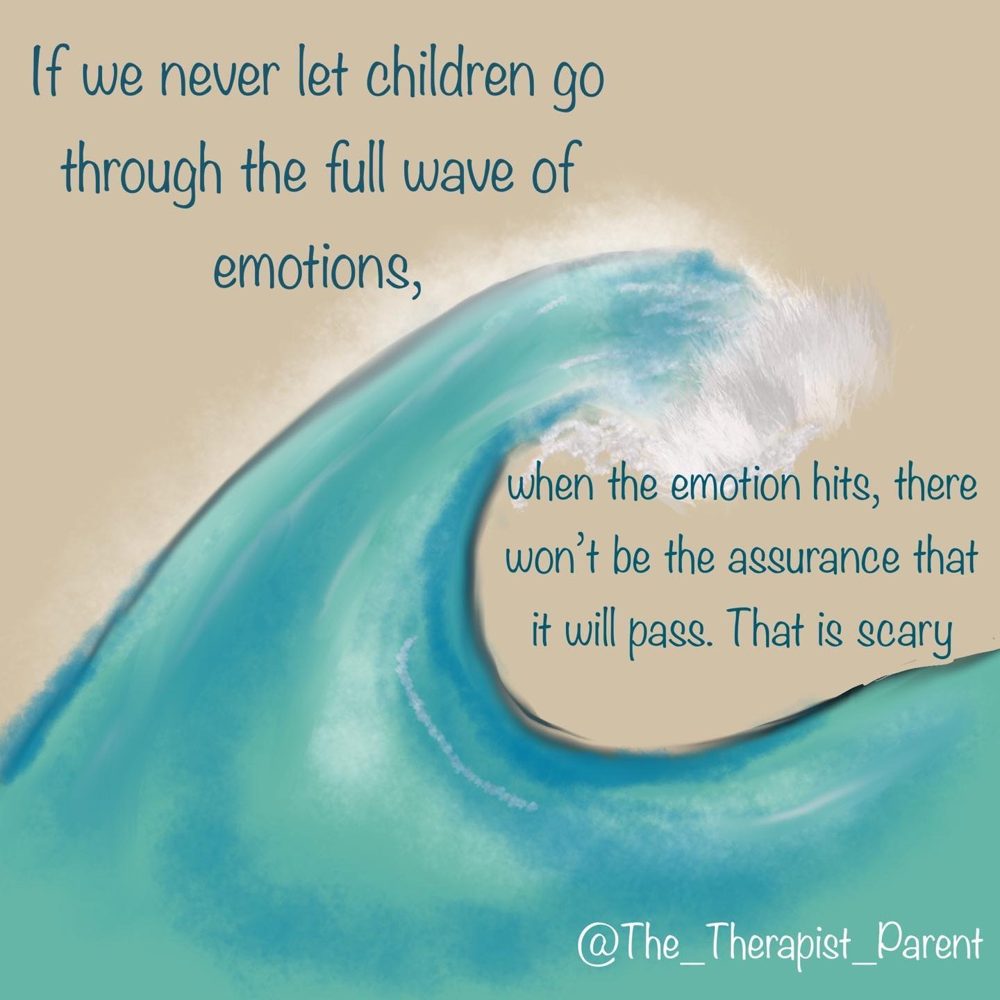 If we never let children go
through the full wave of
emotions,
when the emotion hits, there
won't be the assurance that
it will pass. That is scary
@The_Therapist_Parent